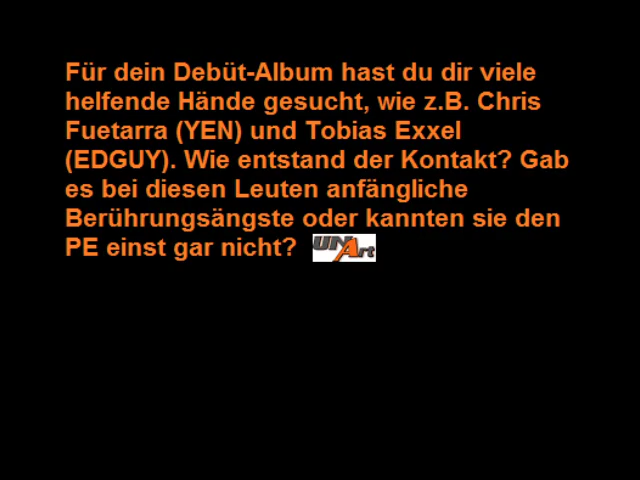 Für dein Debüt-Album hast du dir viele
helfende Hände gesucht, wie z.B. Chris
Fuetarra (YEN) und Tobias Exxel
(EDGUY). Wie entstand der Kontakt? Gab
es bei diesen Leuten anfängliche
Berührungsängste oder kannten sie den
PE einst gar nicht? UNArt